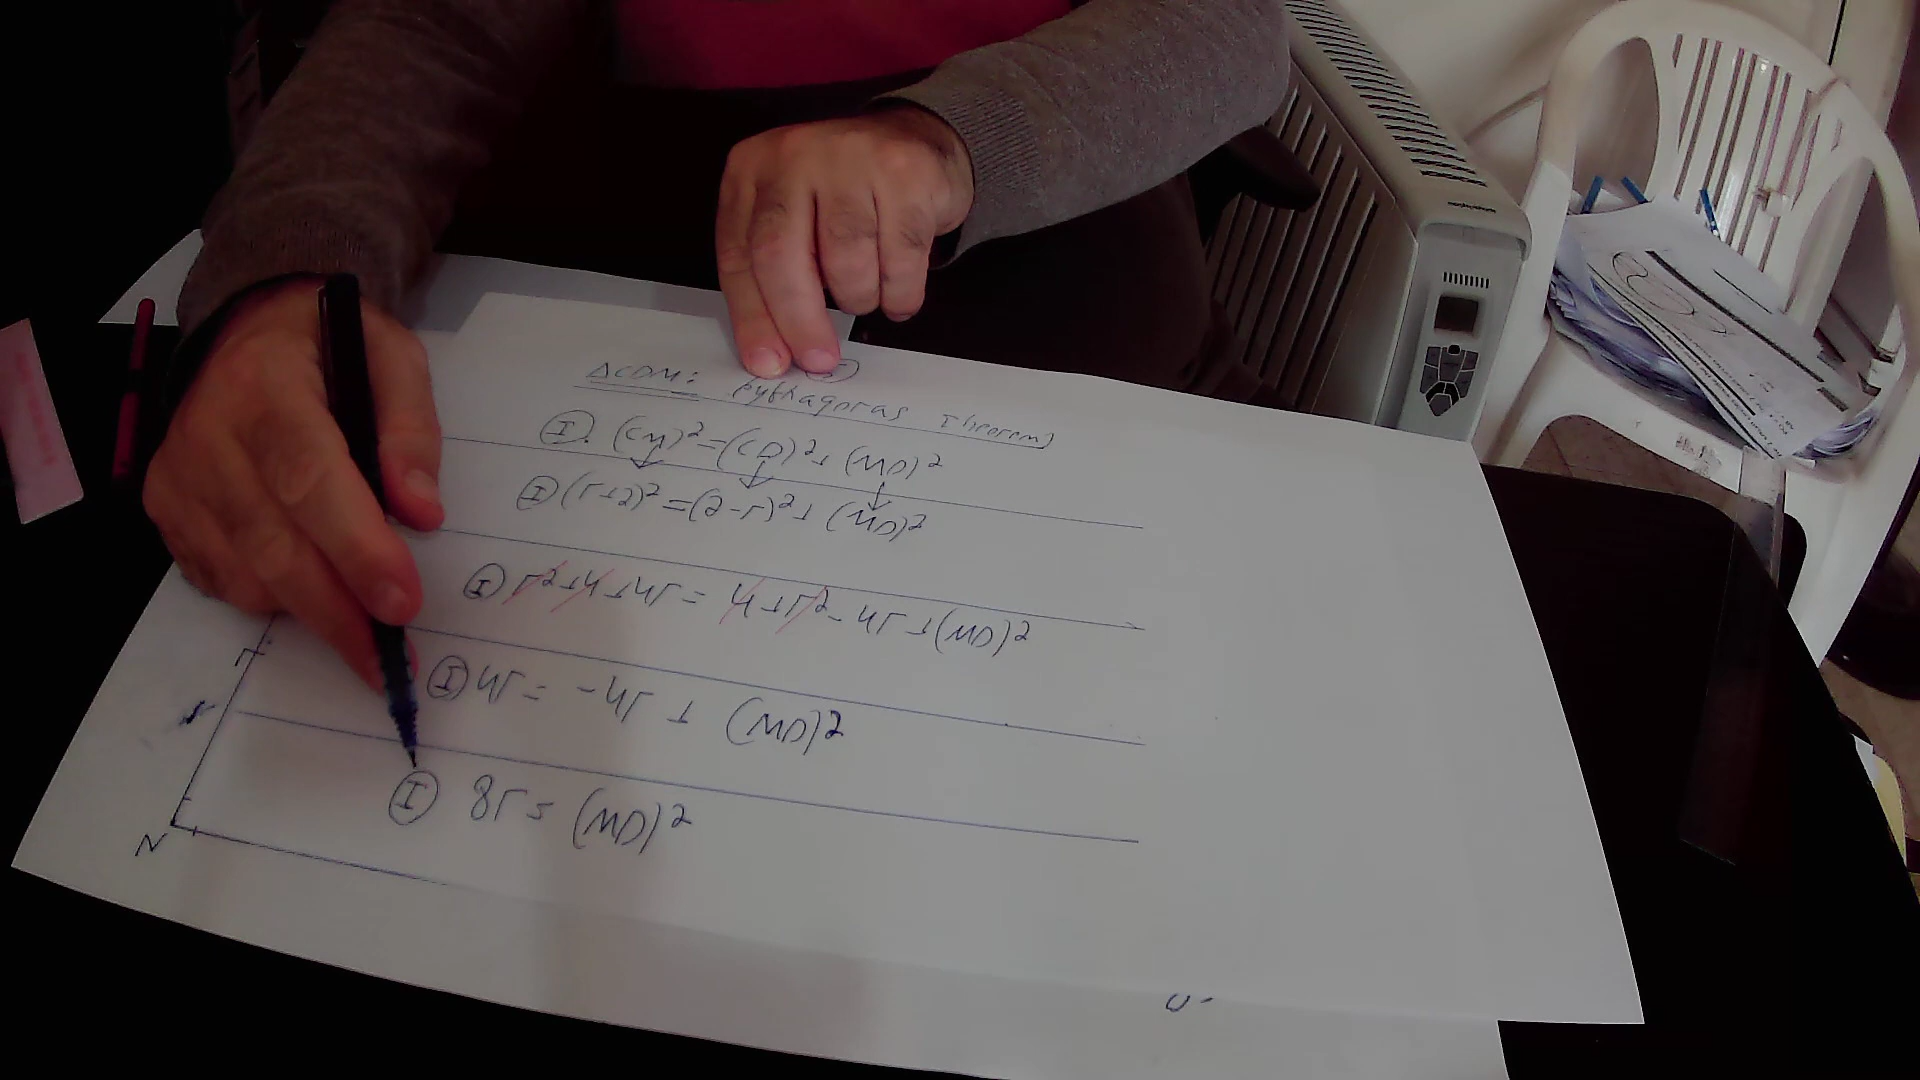 ΔCDM: Pythagoras Theorem
Ⓘ. (CM)²=(CD)²+(MD)²
Ⓘ (r+2)²=(2-r)²+(MD)²
Ⓘ r²+4+4r = 4+r²-4r+(MD)²
Ⓘ 4r = -4r + (MD)²
Ⓘ 8r = (MD)²
r
N